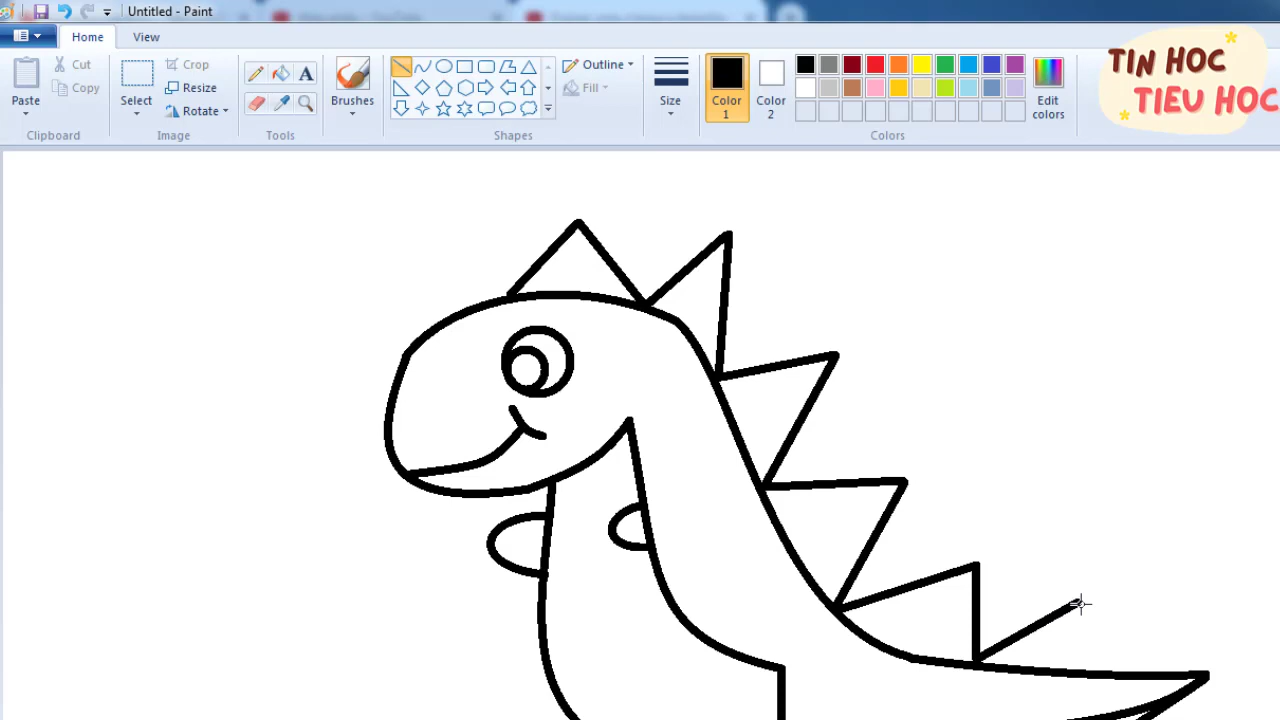 Untitled - Paint
Home
View
Paste
Cut
Copy
Clipboard
Select
Crop
Resize
Rotate
Image
A
Tools
Brushes
Shapes
Outline
Fill
Size
Color 1
Color 2
Edit colors
Colors
TIN HOC
TIEU HOC